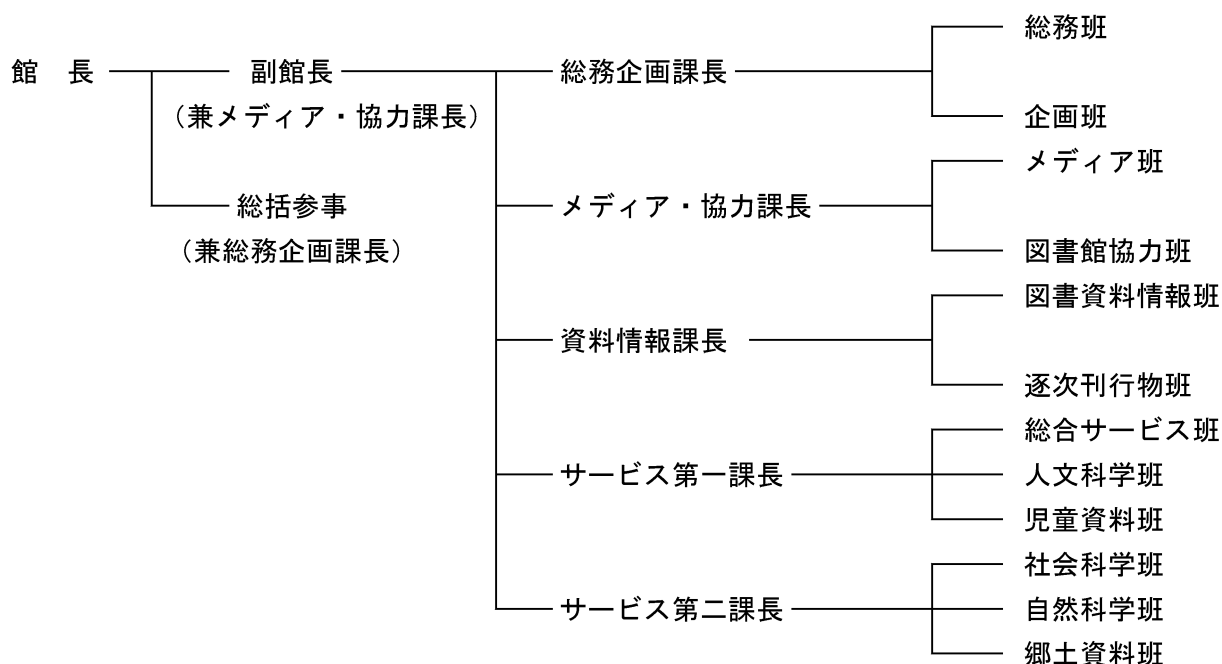 総務班
館　長
副館長
総務企画課長
（兼メディア・協力課長）
企画班
メディア班
総括参事
メディア・協力課長
（兼総務企画課長）
図書館協力班
図書資料情報班
資料情報課長
逐次刊行物班
総合サービス班
サービス第一課長
人文科学班
児童資料班
社会科学班
サービス第二課長
自然科学班
郷土資料班